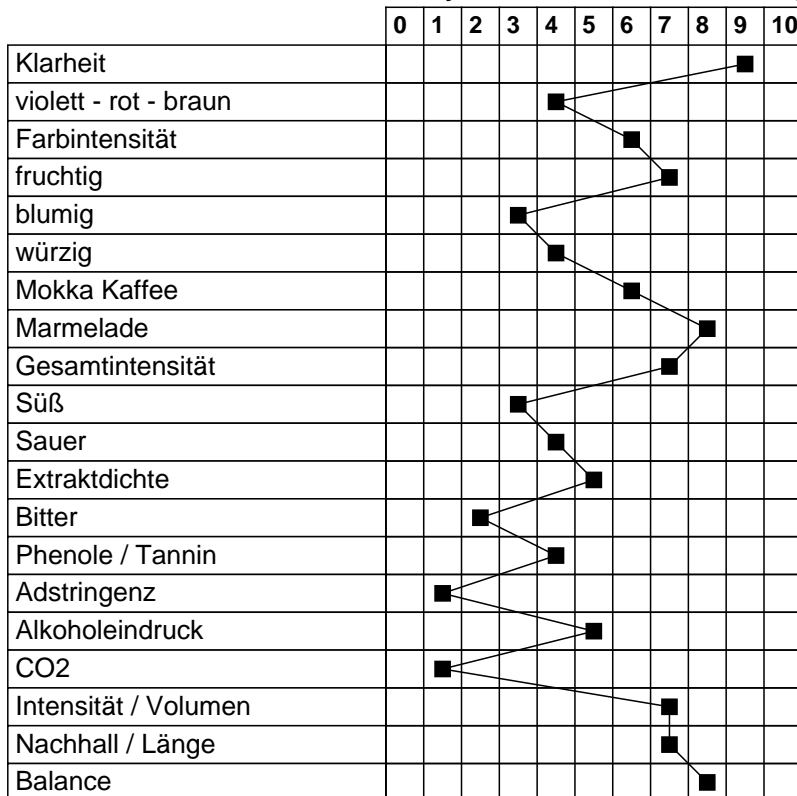 0 1 2 3 4 5 6 7 8 9 10
Klarheit
violett - rot - braun
Farbintensität
fruchtig
blumig
würzig
Mokka Kaffee
Marmelade
Gesamtintensität
Süß
Sauer
Extraktdichte
Bitter
Phenole / Tannin
Adstringenz
Alkoholeindruck
CO2
Intensität / Volumen
Nachhall / Länge
Balance